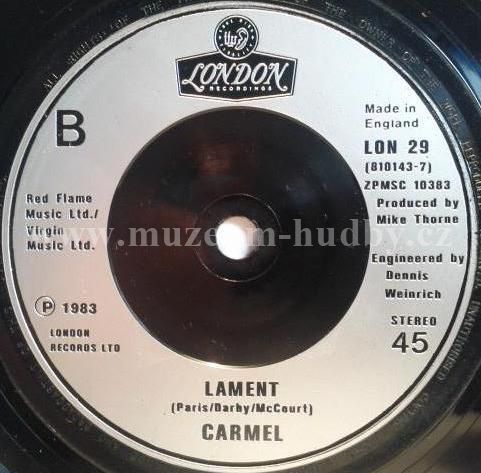 LONDON
RECORDINGS
B
Made in
England
LON 29
(810143-7)
ZPMSC 10383
Produced by
Mike Thorne
Engineered by
Dennis
Weinrich
STEREO
45
Red Flame
Music Ltd./
Virgin
Music Ltd.
℗ 1983
LONDON
RECORDS LTD
www.muzeum-hudby.cz
LAMENT
(Paris/Darby/McCourt)
CARMEL